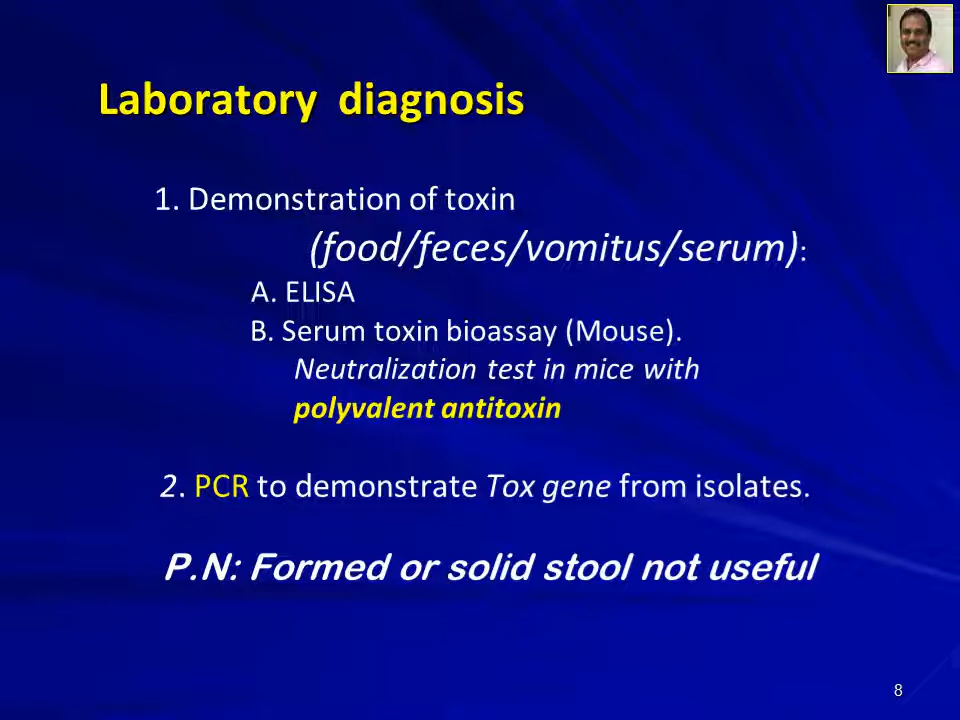 Laboratory diagnosis
1. Demonstration of toxin
(food/feces/vomitus/serum):
A. ELISA
B. Serum toxin bioassay (Mouse).
Neutralization test in mice with
polyvalent antitoxin
2. PCR to demonstrate Tox gene from isolates.
P.N: Formed or solid stool not useful
8